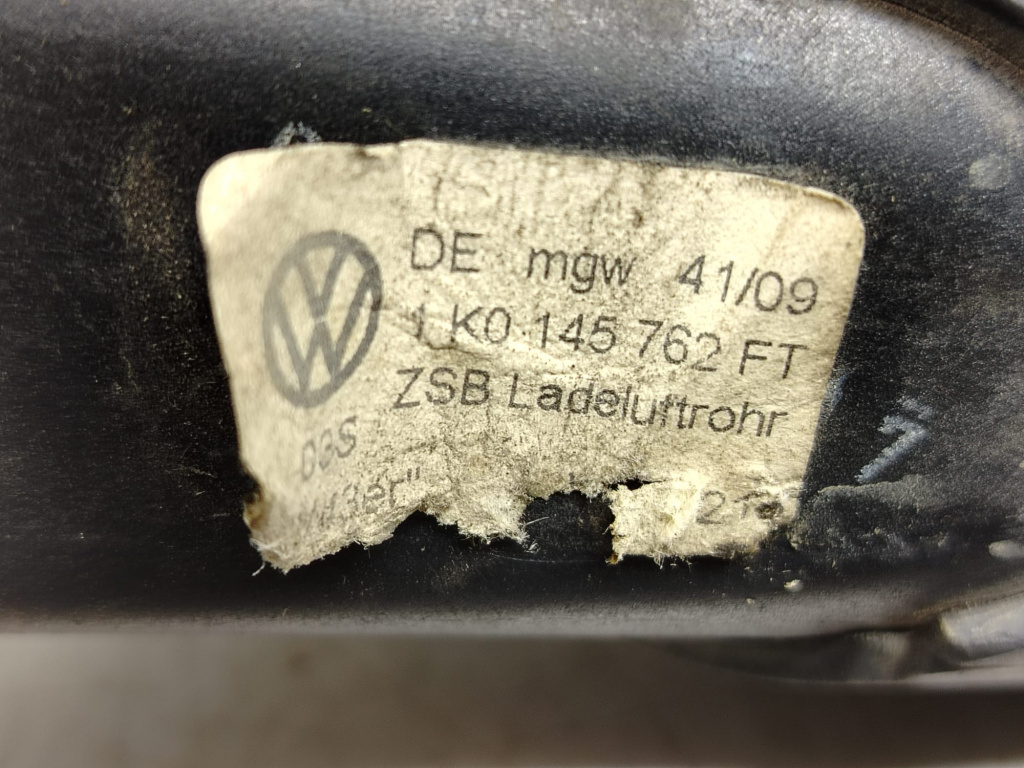 DE mgw 41/09
1K0 145 762 FT
ZSB Ladeluftrohr